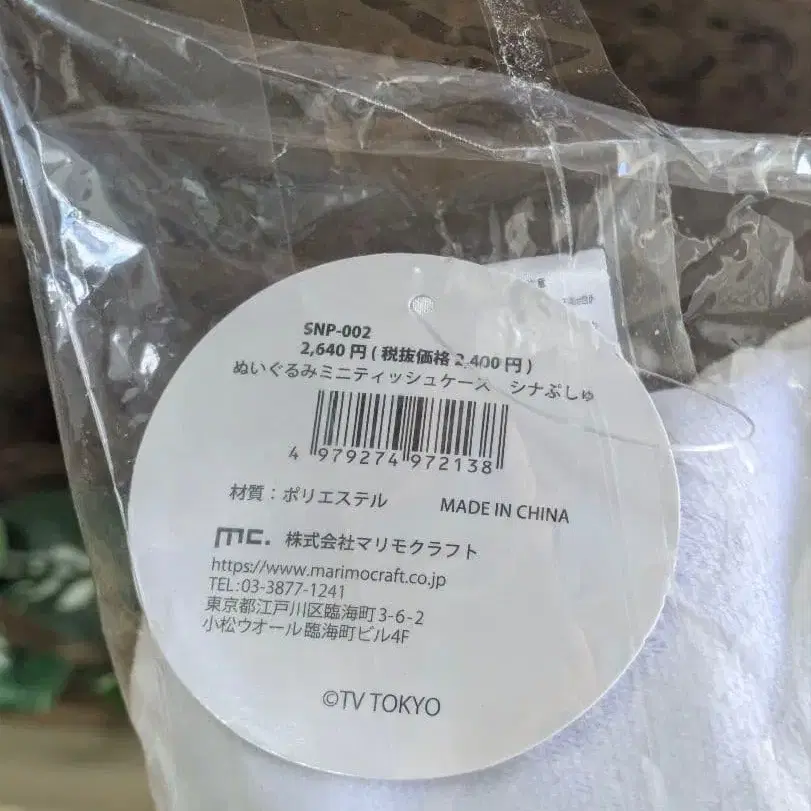 SNP-002
2,640円(税抜価格 2,400円)
ぬいぐるみミニティッシュケース シナぷしゅ
4 979274 972138
材質：ポリエステル MADE IN CHINA
mc. 株式会社マリモクラフト
https://www.marimocraft.co.jp
TEL:03-3877-1241
東京都江戸川区臨海町3-6-2
小松ウオール臨海町ビル4F
©TV TOKYO